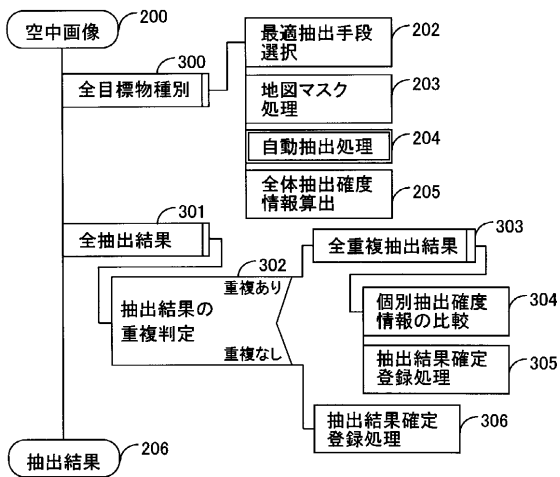 空中画像
200
全目標物種別
300
最適抽出手段
選択
202
地図マスク
処理
203
自動抽出処理
204
全体抽出確度
情報算出
205
全抽出結果
301
抽出結果の
重複判定
302
重複あり
重複なし
全重複抽出結果
303
個別抽出確度
情報の比較
304
抽出結果確定
登録処理
305
抽出結果確定
登録処理
306
抽出結果
206